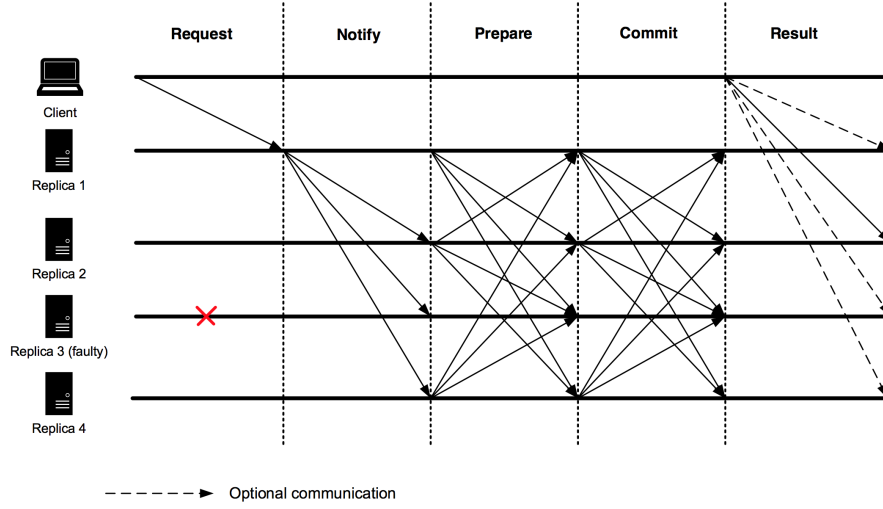 Request
Notify
Prepare
Commit
Result
Client
Replica 1
Replica 2
Replica 3 (faulty)
Replica 4
Optional communication